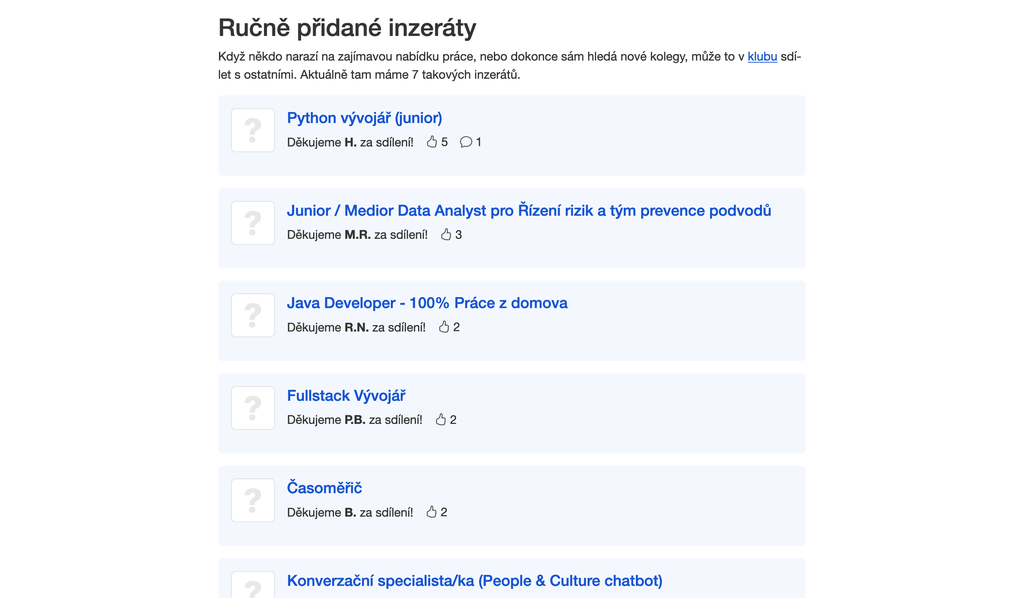 Ručně přidané inzeráty
Když někdo narazí na zajímavou nabídku práce, nebo dokonce sám hledá nové kolegy, může to v klubu sdí-
let s ostatními. Aktuálně tam máme 7 takových inzerátů.
?
Python vývojář (junior)
Děkujeme H. za sdílení! 5 1
?
Junior / Medior Data Analyst pro Řízení rizik a tým prevence podvodů
Děkujeme M.R. za sdílení! 3
?
Java Developer - 100% Práce z domova
Děkujeme R.N. za sdílení! 2
?
Fullstack Vývojář
Děkujeme P.B. za sdílení! 2
?
Časoměřič
Děkujeme B. za sdílení! 2
?
Konverzační specialista/ka (People & Culture chatbot)